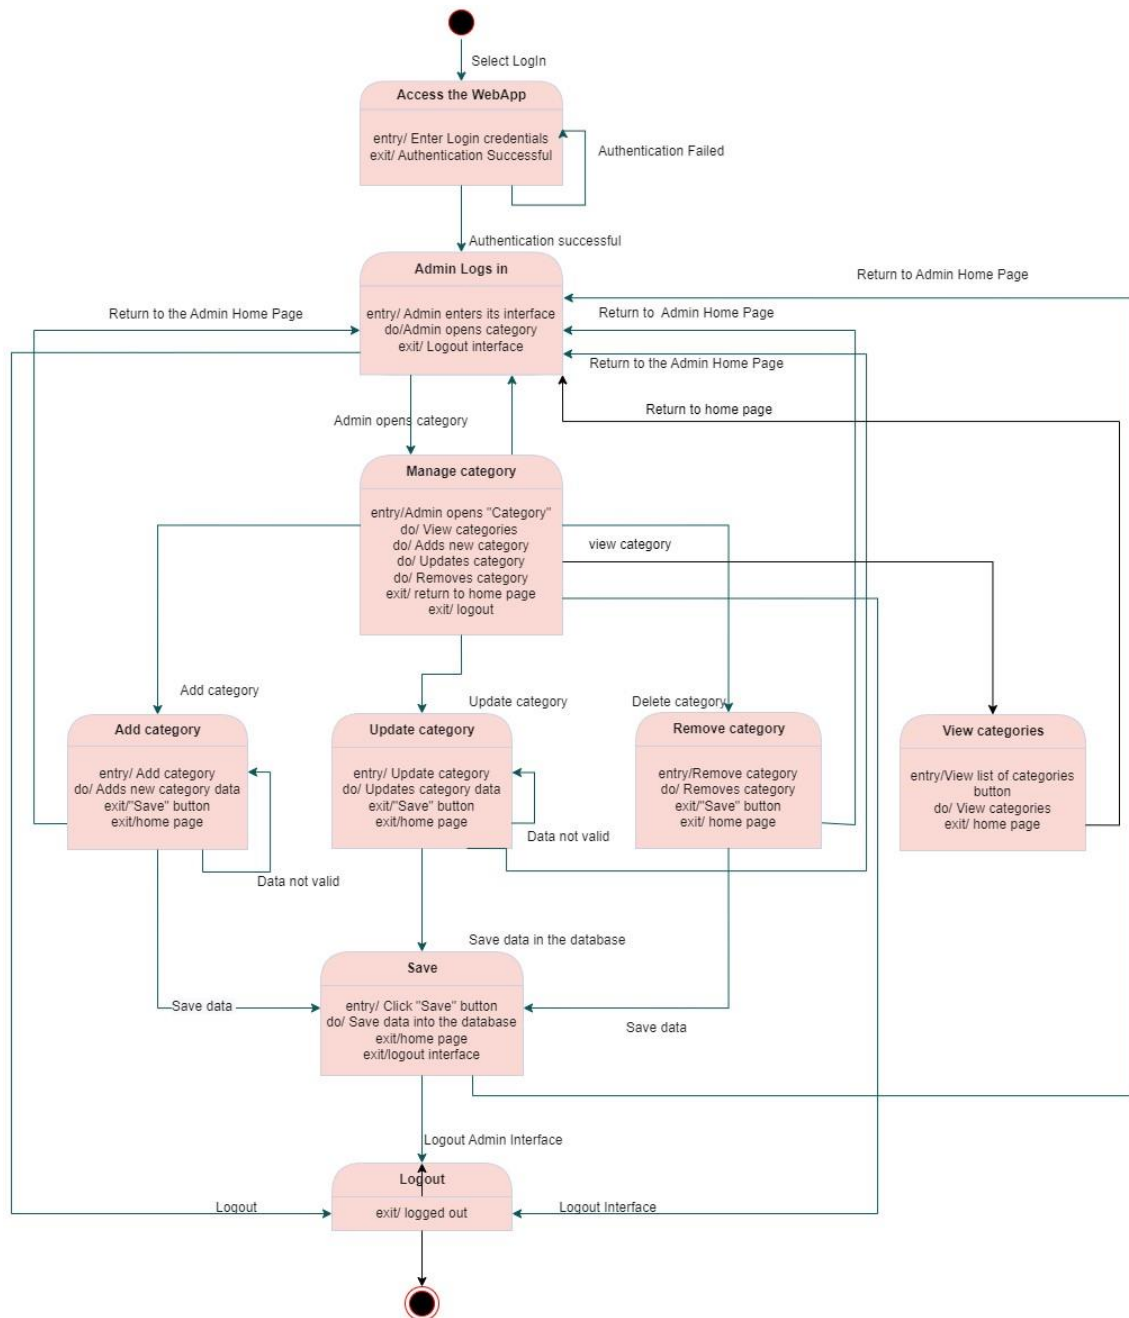 Select LogIn
Access the WebApp
entry/ Enter Login credentials
exit/ Authentication Successful
Authentication Failed
Authentication successful
Admin Logs in
entry/ Admin enters its interface
do/Admin opens category
exit/ Logout interface
Return to Admin Home Page
Return to the Admin Home Page
Return to  Admin Home Page
Return to the Admin Home Page
Return to home page
Admin opens category
Manage category
entry/Admin opens "Category"
do/ View categories
do/ Adds new category
do/ Updates category
do/ Removes category
exit/ return to home page
exit/ logout
view category
Add category
Update category
Delete category
Add category
entry/ Add category
do/ Adds new category data
exit/"Save" button
exit/home page
Data not valid
Update category
entry/ Update category
do/ Updates category data
exit/"Save" button
exit/home page
Data not valid
Remove category
entry/Remove category
do/ Removes category
exit/"Save" button
exit/ home page
View categories
entry/View list of categories
button
do/ View categories
exit/ home page
Save data in the database
Save data
Save data
Save
entry/ Click "Save" button
do/ Save data into the database
exit/home page
exit/logout interface
Logout Admin Interface
Logout
exit/ logged out
Logout
Logout Interface